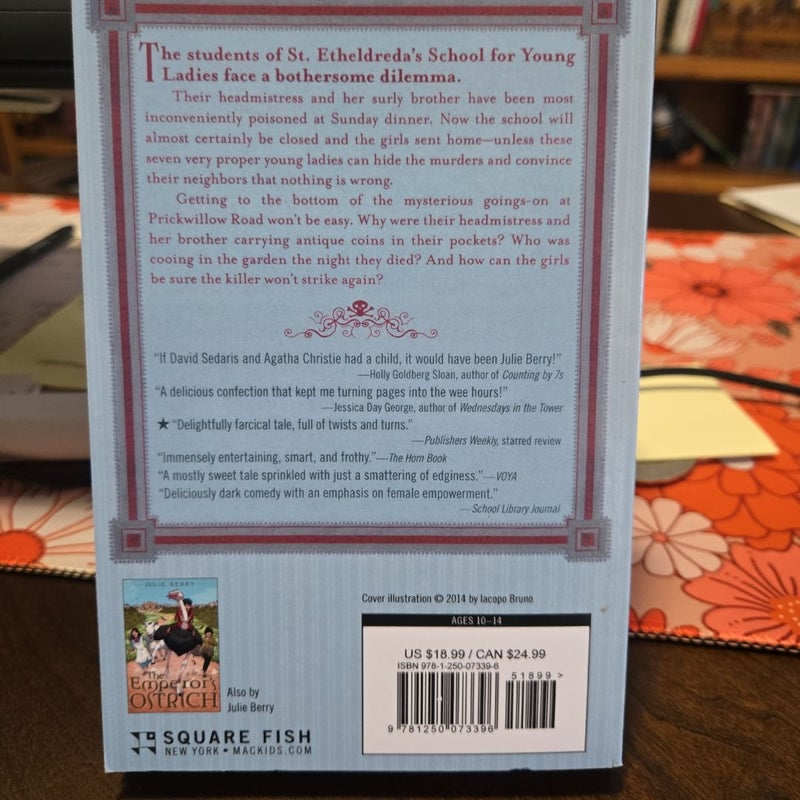 The students of St. Etheldreda's School for Young
Ladies face a bothersome dilemma.
Their headmistress and her surly brother have been most
inconveniently poisoned at Sunday dinner. Now the school will
almost certainly be closed and the girls sent home—unless these
seven very proper young ladies can hide the murders and convince
their neighbors that nothing is wrong.
Getting to the bottom of the mysterious goings-on at
Prickwillow Road won't be easy. Why were their headmistress and
her brother carrying antique coins in their pockets? Who was
cooing in the garden the night they died? And how can the girls
be sure the killer won't strike again?
"If David Sedaris and Agatha Christie had a child, it would have been Julie Berry!"
—Holly Goldberg Sloan, author of Counting by 7s
"A delicious confection that kept me turning pages into the wee hours!"
—Jessica Day George, author of Wednesdays in the Tower
★ "Delightfully farcical tale, full of twists and turns."
—Publishers Weekly, starred review
"Immensely entertaining, smart, and frothy."—The Horn Book
"A mostly sweet tale sprinkled with just a smattering of edginess."—VOYA
"Deliciously dark comedy with an emphasis on female empowerment."
—School Library Journal
JULIE BERRY
The
Emperor's
OSTRICH
Also by
Julie Berry
SQUARE FISH
NEW YORK • MACKIDS.COM
Cover illustration © 2014 by Iacopo Bruno
AGES 10–14
US $18.99 / CAN $24.99
ISBN 978-1-250-07339-6
51899 >
9 781250 073396